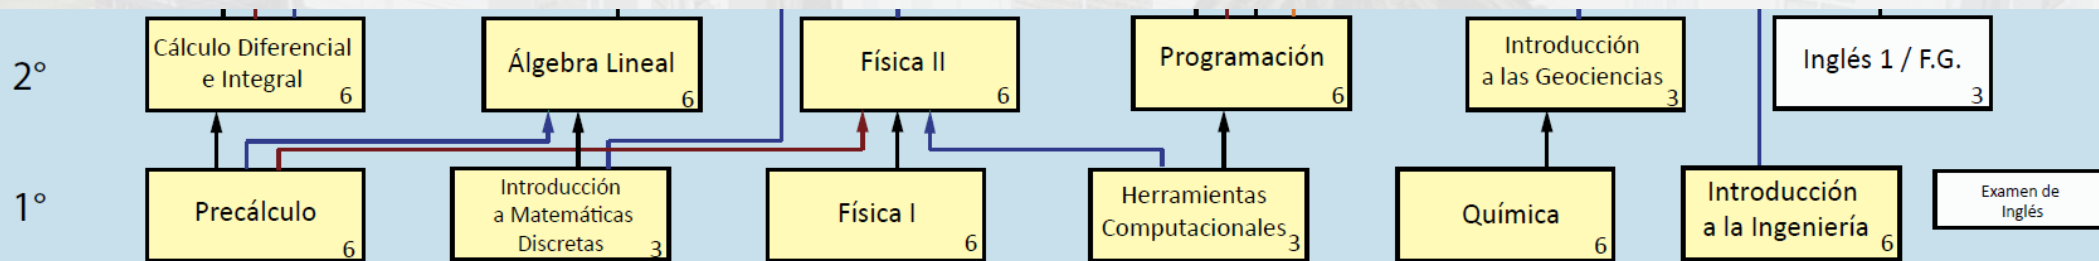 2°
Cálculo Diferencial
e Integral
6
Álgebra Lineal
6
Física II
6
Programación
6
Introducción
a las Geociencias
3
Inglés 1 / F.G.
3
1°
Precálculo
6
Introducción
a Matemáticas
Discretas
3
Física I
6
Herramientas
Computacionales
3
Química
6
Introducción
a la Ingeniería
6
Examen de
Inglés